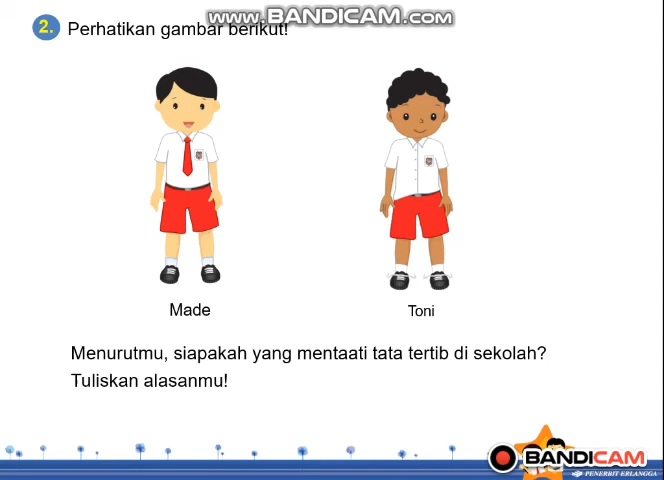 www.BANDICAM.COM
2. Perhatikan gambar berikut!
Made
Toni
Menurutmu, siapakah yang mentaati tata tertib di sekolah?
Tuliskan alasanmu!
BANDICAM
PENERBIT ERLANGGA